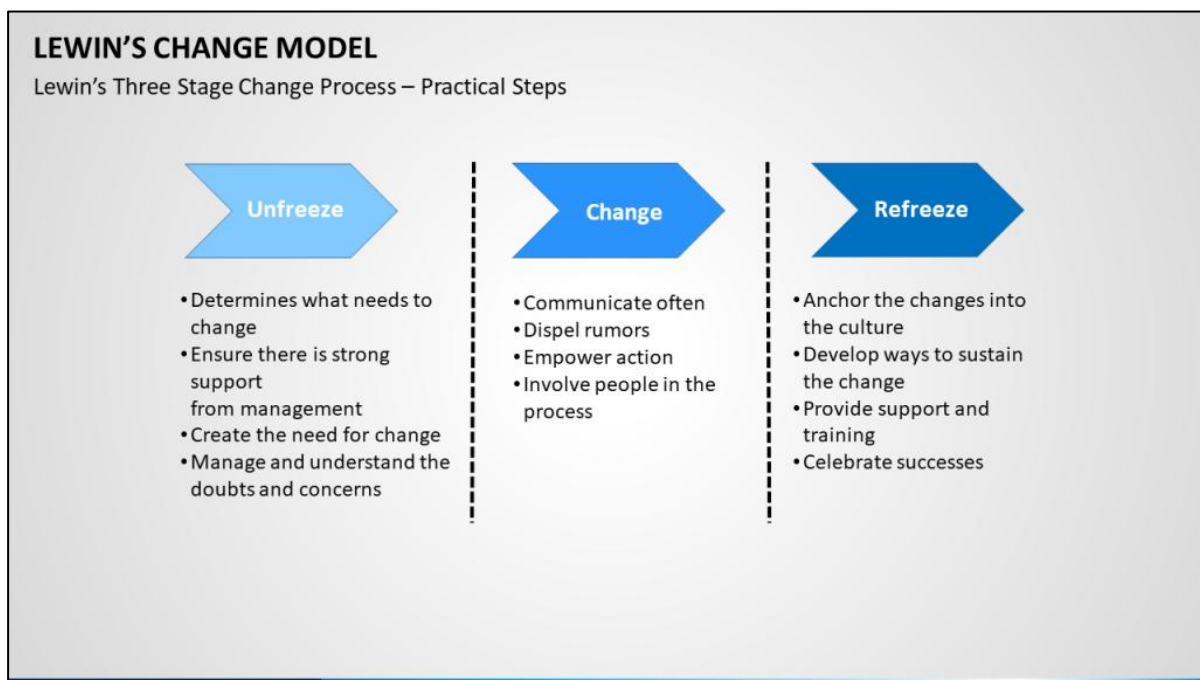 LEWIN’S CHANGE MODEL
Lewin’s Three Stage Change Process – Practical Steps
Unfreeze
•Determines what needs to
change
•Ensure there is strong
support
from management
•Create the need for change
•Manage and understand the
doubts and concerns
Change
•Communicate often
•Dispel rumors
•Empower action
•Involve people in the
process
Refreeze
•Anchor the changes into
the culture
•Develop ways to sustain
the change
•Provide support and
training
•Celebrate successes